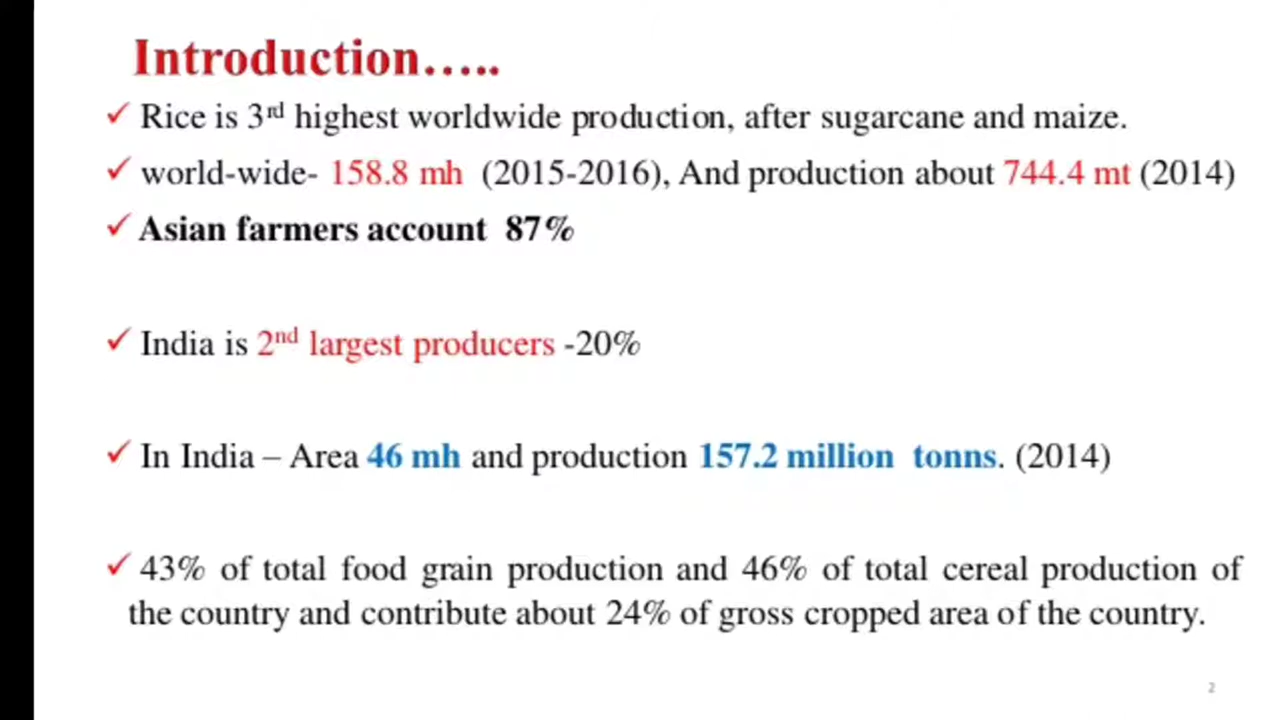 Introduction…..
✓ Rice is 3rd highest worldwide production, after sugarcane and maize.
✓ world-wide- 158.8 mh (2015-2016), And production about 744.4 mt (2014)
✓ Asian farmers account 87%
✓ India is 2nd largest producers -20%
✓ In India – Area 46 mh and production 157.2 million tonns. (2014)
✓ 43% of total food grain production and 46% of total cereal production of
the country and contribute about 24% of gross cropped area of the country.
2